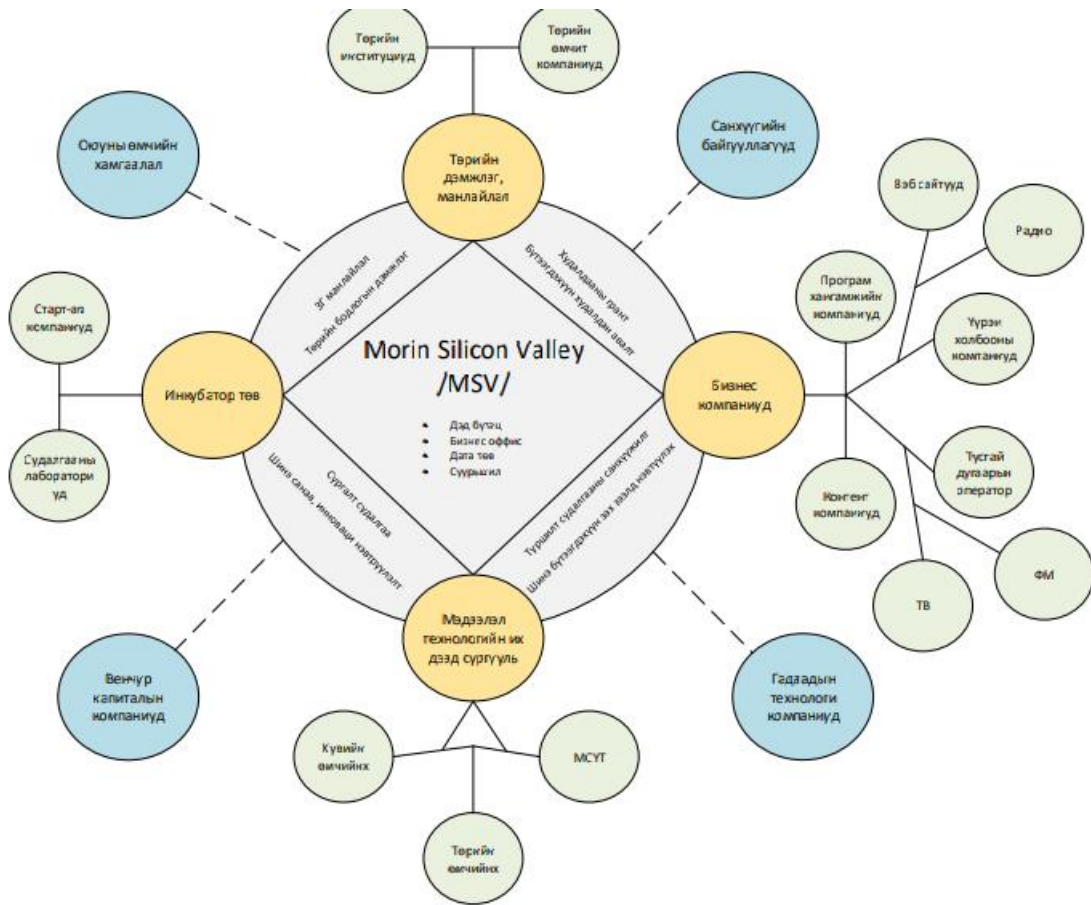 Төрийн
институциуд
Төрийн
өмчит
компаниуд
Оюуны өмчийн
хамгаалал
Төрийн
дэмжлэг,
манлайлал
Санхүүгийн
байгууллагууд
Вэб сайтууд
Радио
ЗГ манлайлал
Төрийн бодлогын дэмжлэг
Худалдааны грант
Бүтээгдэхүүн худалдан авалт
Старт-ап
компаниуд
Програм
хангамжийн
компаниуд
Үүрэн
холбооны
компаниуд
Инкубатор төв
Morin Silicon Valley
/MSV/
Бизнес
компаниуд
• Дэд бүтэц
• Бизнес оффис
• Дата төв
• Суурьшил
Судалгааны
лаборатори
уд
Контент
компаниуд
Тусгай
дугаарын
оператор
Сургалт судалгаа
Шинэ санаа, инноваци нэвтрүүлэлт
Туршилт судалгааны санхүүжилт
Шинэ бүтээгдэхүүн зах зээлд нэвтүүлэх
ТВ
ФМ
Мэдээлэл
технологийн их
дээд сургууль
Венчур
капиталын
компаниуд
Гадаадын
технологи
компаниуд
Хувийн
өмчийнх
МСҮТ
Төрийн
өмчийнх